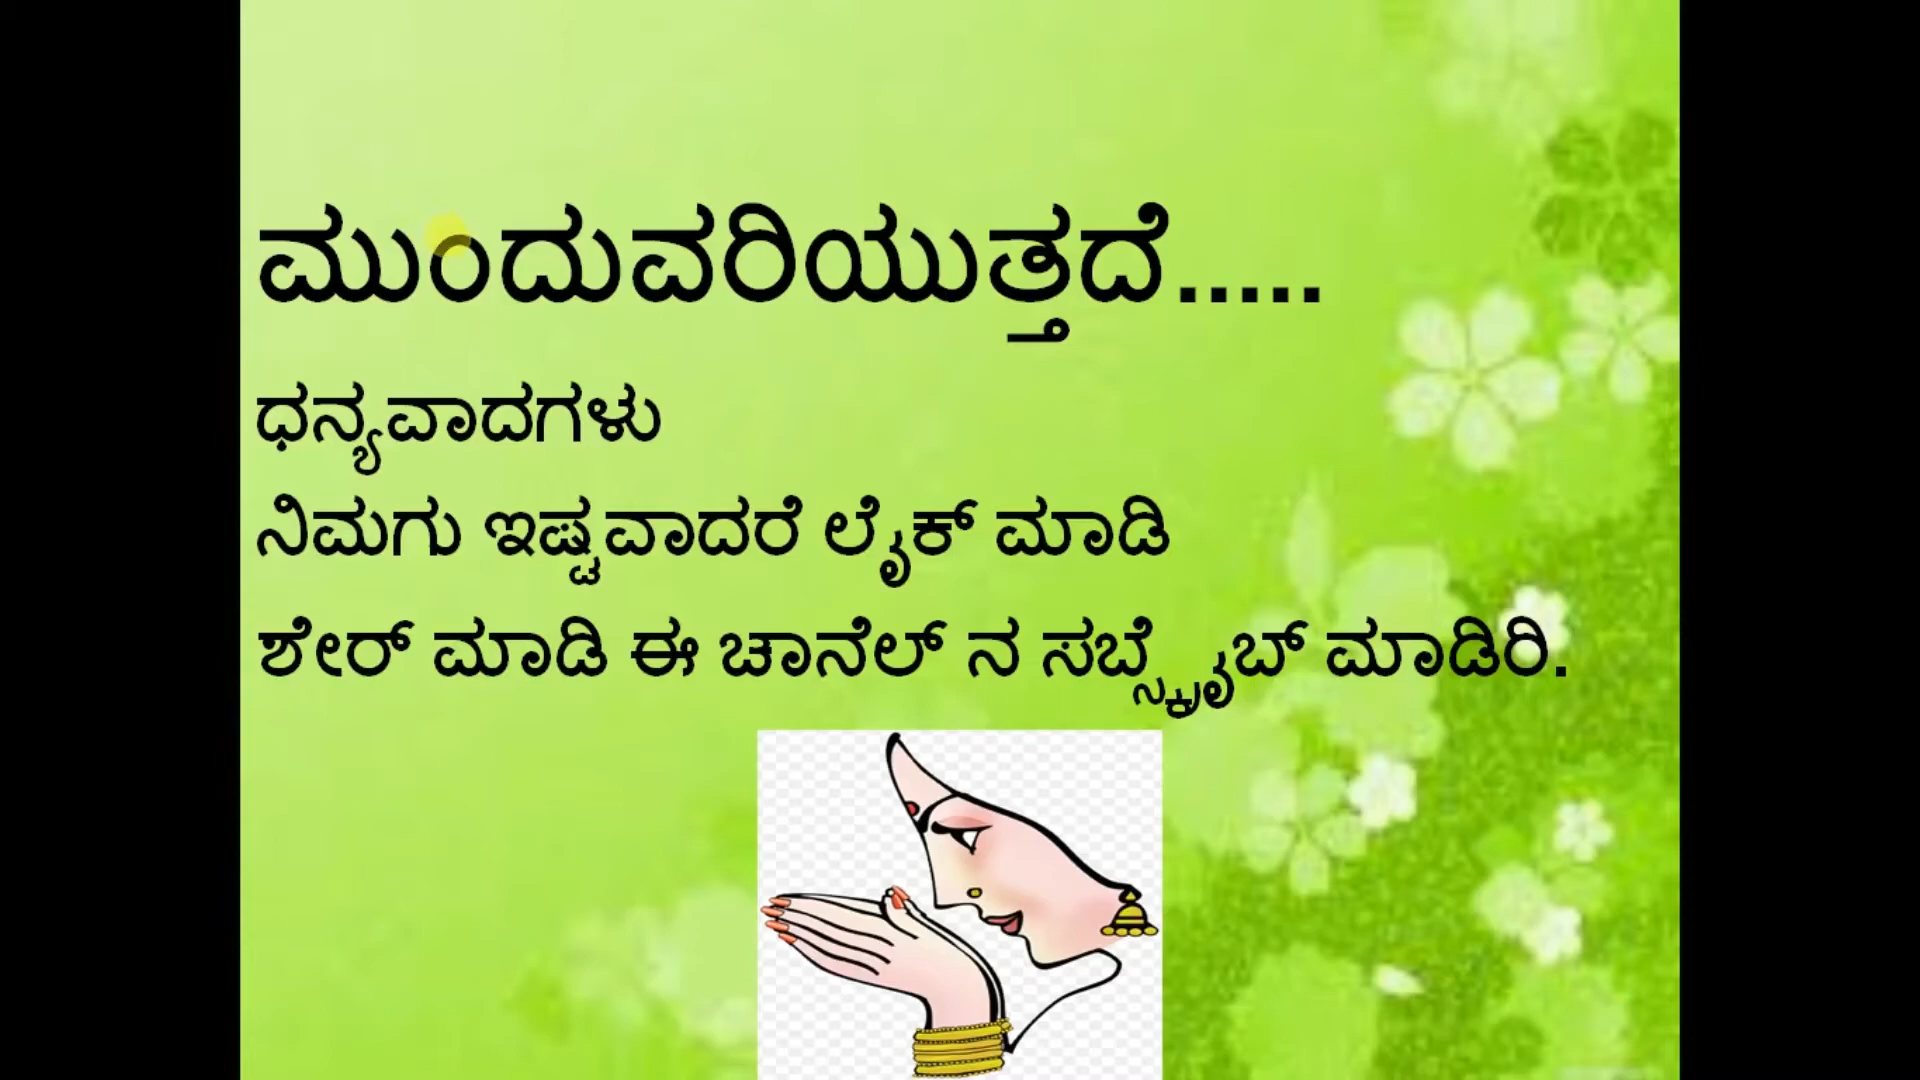 ಮುಂದುವರಿಯುತ್ತದೆ.....
ಧನ್ಯವಾದಗಳು
ನಿಮಗು ಇಷ್ಟವಾದರೆ ಲೈಕ್ ಮಾಡಿ
ಶೇರ್ ಮಾಡಿ ಈ ಚಾನೆಲ್ ನ ಸಬ್ಸ್ಕ್ರೈಬ್ ಮಾಡಿರಿ.